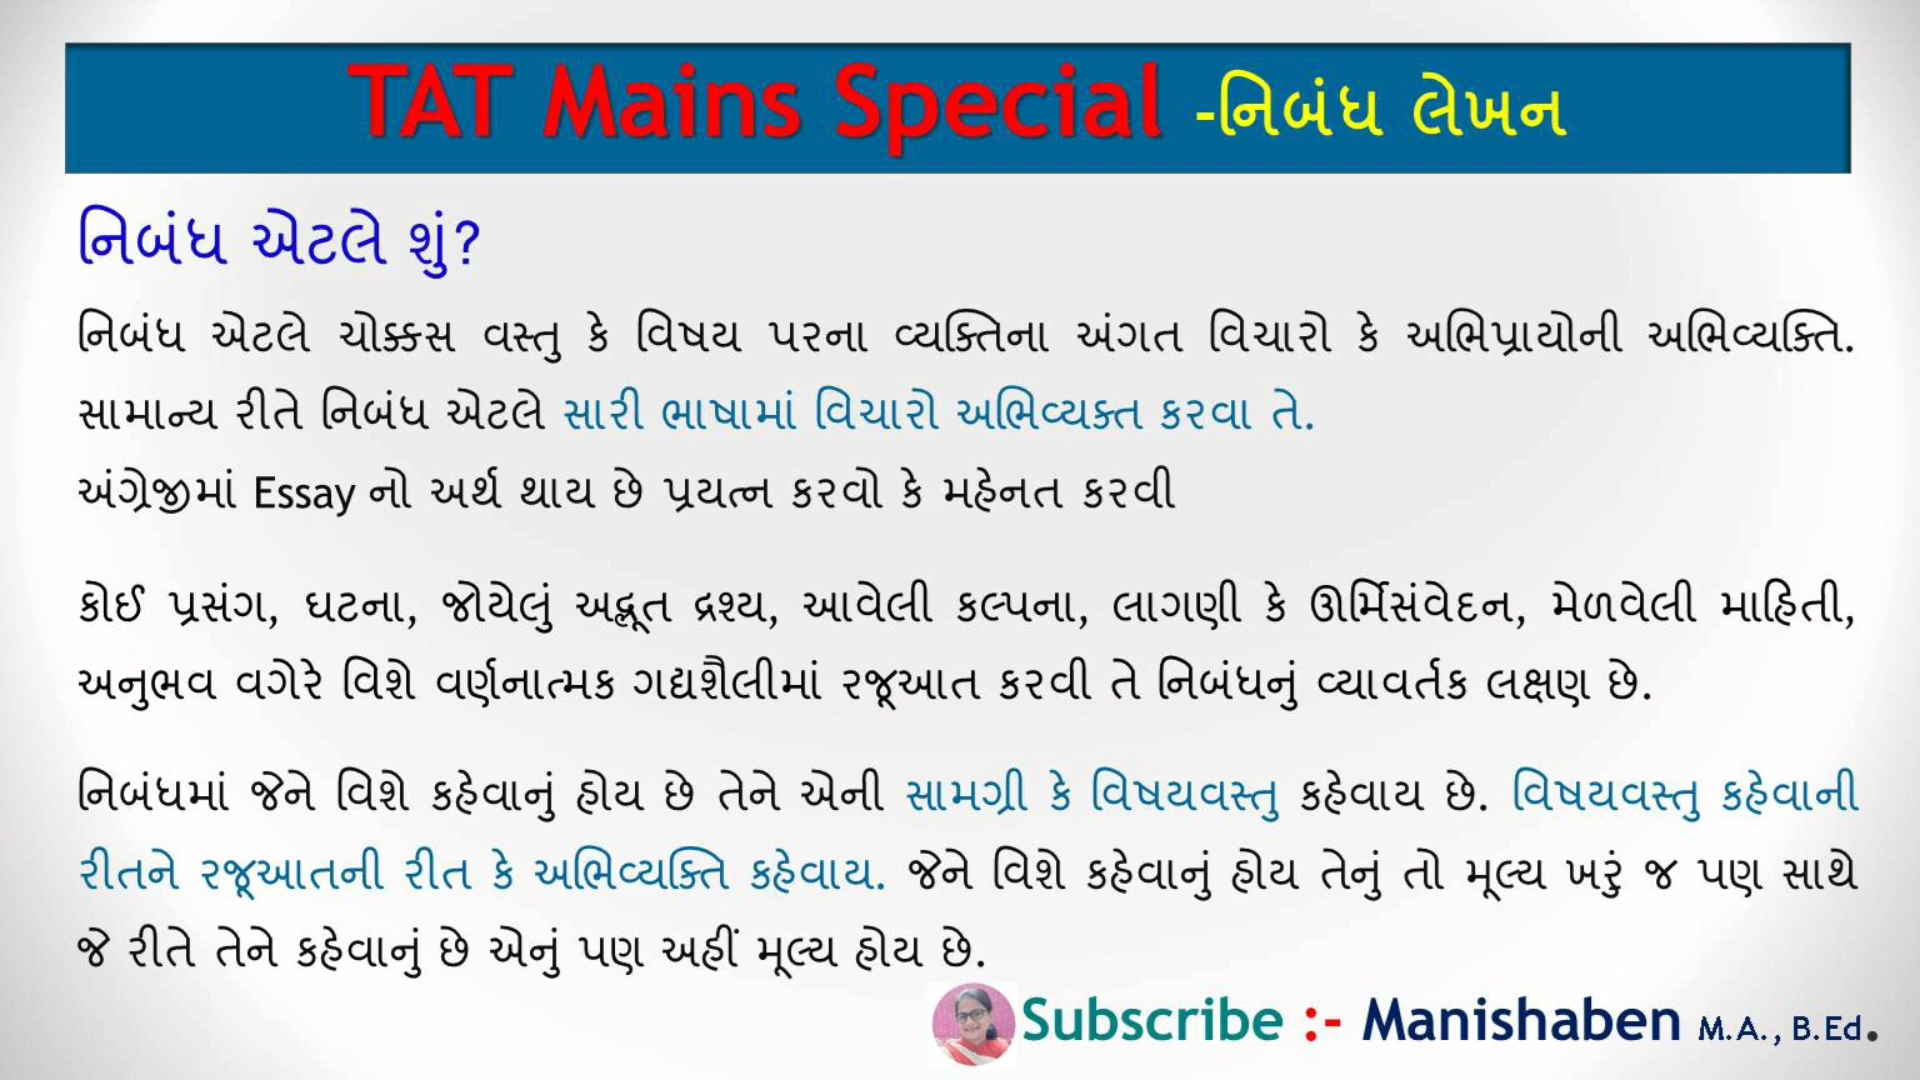 TAT Mains Special -નિબંધ લેખન
નિબંધ એટલે શું?
નિબંધ એટલે ચોક્કસ વસ્તુ કે વિષય પરના વ્યક્તિના અંગત વિચારો કે અભિપ્રાયોની અભિવ્યક્તિ.
સામાન્ય રીતે નિબંધ એટલે સારી ભાષામાં વિચારો અભિવ્યક્ત કરવા તે.
અંગ્રેજીમાં Essay નો અર્થ થાય છે પ્રયત્ન કરવો કે મહેનત કરવી
કોઈ પ્રસંગ, ઘટના, જોયેલું અદ્ભૂત દ્રશ્ય, આવેલી કલ્પના, લાગણી કે ઊર્મિસંવેદન, મેળવેલી માહિતી,
અનુભવ વગેરે વિશે વર્ણનાત્મક ગદ્યશૈલીમાં રજૂઆત કરવી તે નિબંધનું વ્યાવર્તક લક્ષણ છે.
નિબંધમાં જેને વિશે કહેવાનું હોય છે તેને એની સામગ્રી કે વિષયવસ્તુ કહેવાય છે. વિષયવસ્તુ કહેવાની
રીતને રજૂઆતની રીત કે અભિવ્યક્તિ કહેવાય. જેને વિશે કહેવાનું હોય તેનું તો મૂલ્ય ખરું જ પણ સાથે
જે રીતે તેને કહેવાનું છે એનું પણ અહીં મૂલ્ય હોય છે.
Subscribe :- Manishaben M.A., B.Ed.